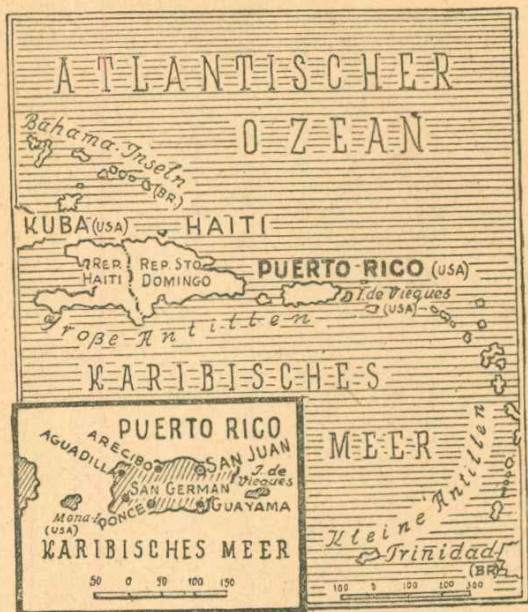 ATLANTISCHER
OZEAN
Bahama-Inseln
(BR.)
KUBA (USA)
HAITI
REP. HAITI
REP. STO. DOMINGO
PUERTO-RICO (USA)
I. de Vieques
(USA)
Große-Antillen
KARIBISCHES
MEER
Kleine Antillen
Trinidad
(BR)
PUERTO RICO
AGUADILLA
ARECIBO
SAN JUAN
I. de
Vieques
SAN GERMAN
Mona-I.
(USA)
PONCE
GUAYAMA
KARIBISCHES MEER
50 0 50 100 150
100 0 100 200 300